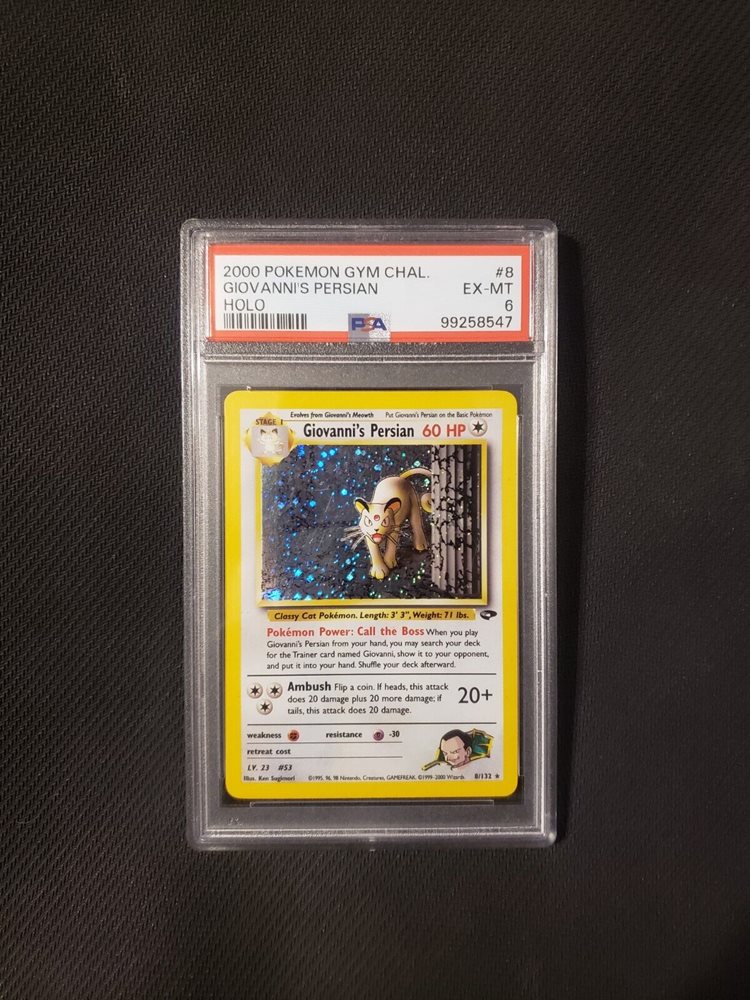 2000 POKEMON GYM CHAL. #8
GIOVANNI'S PERSIAN EX-MT
HOLO 6
PSA 99258547
Evolves from Giovanni's Meowth Put Giovanni's Persian on the Basic Pokémon
STAGE 1
Giovanni's Persian 60 HP
Classy Cat Pokémon. Length: 3' 3", Weight: 71 lbs.
Pokémon Power: Call the Boss When you play
Giovanni's Persian from your hand, you may search your deck
for the Trainer card named Giovanni, show it to your opponent,
and put it into your hand. Shuffle your deck afterward.
Ambush Flip a coin. If heads, this attack
does 20 damage plus 20 more damage; if
tails, this attack does 20 damage.
20+
weakness resistance -30
retreat cost
LV. 23 #53
Illus. Ken Sugimori ©1995, 96, 98 Nintendo, Creatures, GAMEFREAK. ©1999-2000 Wizards. 8/132 ★